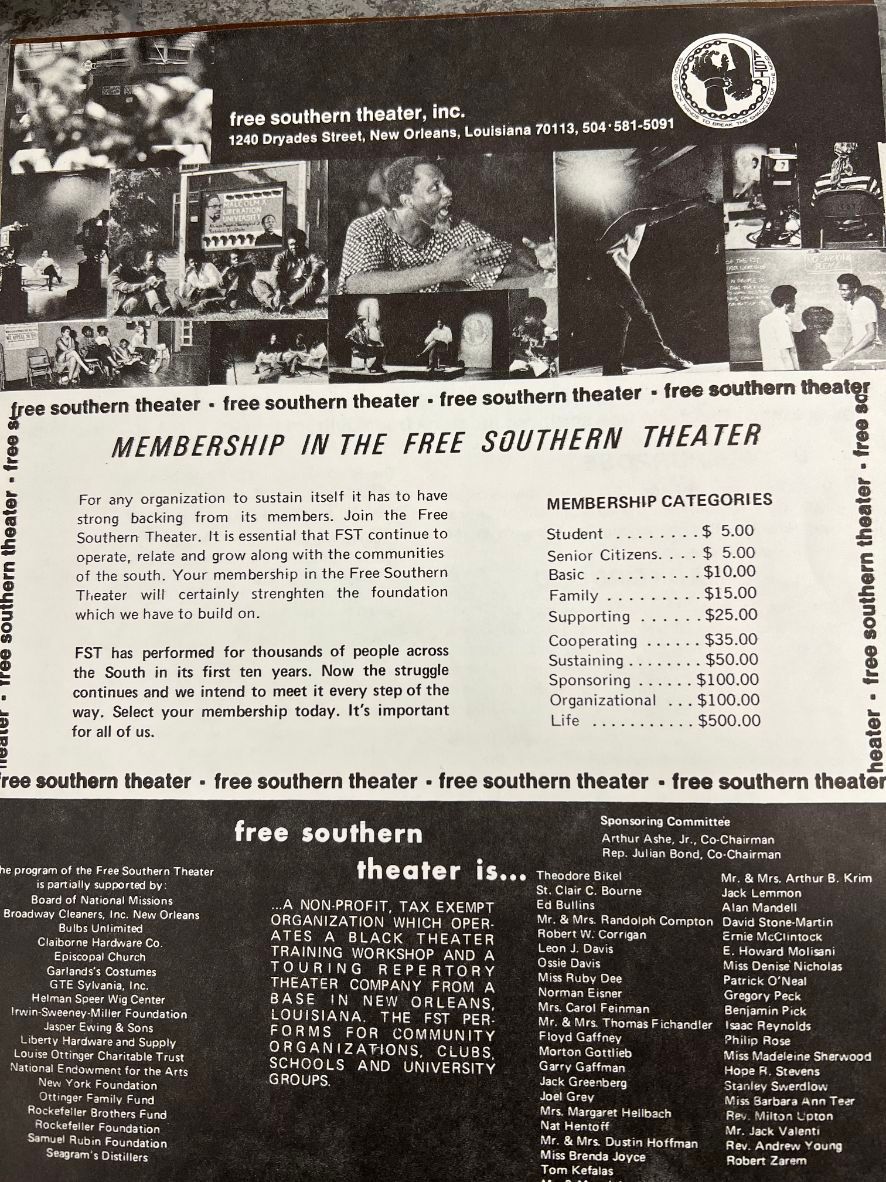 free southern theater, inc.
1240 Dryades Street, New Orleans, Louisiana 70113, 504·581-5091
FST
MALCOLM X
LIBERATION
UNIVERSITY
free southern theater - free southern theater - free southern theater - free southern theater
MEMBERSHIP IN THE FREE SOUTHERN THEATER
For any organization to sustain itself it has to have
strong backing from its members. Join the Free
Southern Theater. It is essential that FST continue to
operate, relate and grow along with the communities
of the south. Your membership in the Free Southern
Theater will certainly strenghten the foundation
which we have to build on.
FST has performed for thousands of people across
the South in its first ten years. Now the struggle
continues and we intend to meet it every step of the
way. Select your membership today. It's important
for all of us.
MEMBERSHIP CATEGORIES
Student . . . . . . . . $ 5.00
Senior Citizens. . . . $ 5.00
Basic . . . . . . . . . . $10.00
Family . . . . . . . . . $15.00
Supporting . . . . . . $25.00
Cooperating . . . . . . $35.00
Sustaining . . . . . . . . $50.00
Sponsoring . . . . . . $100.00
Organizational . . . $100.00
Life . . . . . . . . . . $500.00
free southern theater - free s
free southern theater - free so
heater
heater
ree southern theater - free southern theater - free southern theater - free southern theater
free southern
theater is...
he program of the Free Southern Theater
is partially supported by:
Board of National Missions
Broadway Cleaners, Inc. New Orleans
Bulbs Unlimited
Claiborne Hardware Co.
Episcopal Church
Garlands's Costumes
GTE Sylvania, Inc.
Helman Speer Wig Center
Irwin-Sweeney-Miller Foundation
Jasper Ewing & Sons
Liberty Hardware and Supply
Louise Ottinger Charitable Trust
National Endowment for the Arts
New York Foundation
Ottinger Family Fund
Rockefeller Brothers Fund
Rockefeller Foundation
Samuel Rubin Foundation
Seagram's Distillers
...A NON-PROFIT, TAX EXEMPT
ORGANIZATION WHICH OPER-
ATES A BLACK THEATER
TRAINING WORKSHOP AND A
TOURING REPERTORY
THEATER COMPANY FROM A
BASE IN NEW ORLEANS,
LOUISIANA. THE FST PER-
FORMS FOR COMMUNITY
ORGANIZATIONS, CLUBS,
SCHOOLS AND UNIVERSITY
GROUPS.
Sponsoring Committee
Arthur Ashe, Jr., Co-Chairman
Rep. Julian Bond, Co-Chairman
Theodore Bikel
St. Clair C. Bourne
Ed Bullins
Mr. & Mrs. Randolph Compton
Robert W. Corrigan
Leon J. Davis
Ossie Davis
Miss Ruby Dee
Norman Eisner
Mrs. Carol Feinman
Mr. & Mrs. Thomas Fichandler
Floyd Gaffney
Morton Gottlieb
Garry Gaffman
Jack Greenberg
Joel Grey
Mrs. Margaret Hellbach
Nat Hentoff
Mr. & Mrs. Dustin Hoffman
Miss Brenda Joyce
Tom Kefalas
Mr. & Mrs. Arthur B. Krim
Jack Lemmon
Alan Mandell
David Stone-Martin
Ernie McClintock
E. Howard Molisani
Miss Denise Nicholas
Patrick O'Neal
Gregory Peck
Benjamin Pick
Isaac Reynolds
Philip Rose
Miss Madeleine Sherwood
Hope R. Stevens
Stanley Swerdlow
Miss Barbara Ann Teer
Rev. Milton Upton
Mr. Jack Valenti
Rev. Andrew Young
Robert Zarem